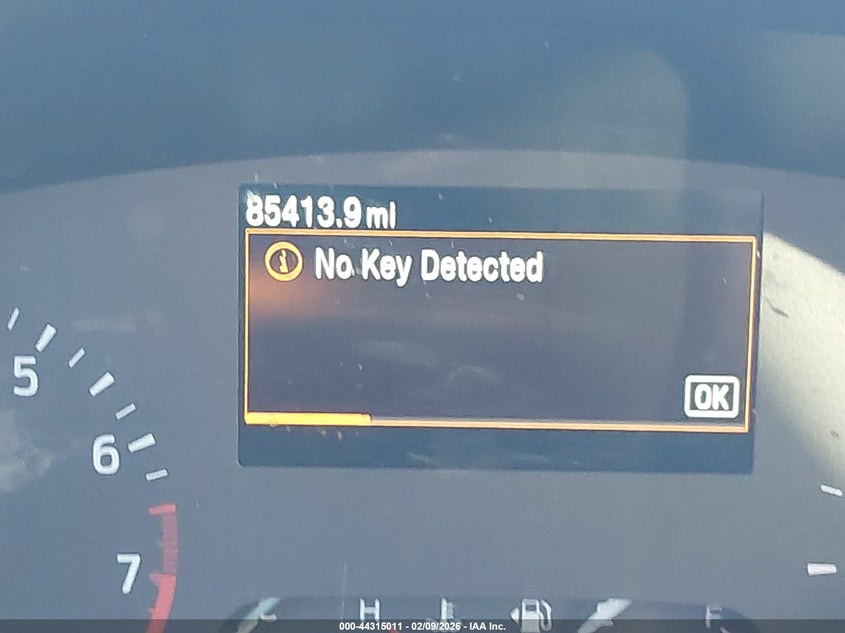 85413.9 mi
No Key Detected
OK
5
6
7
H
F
000-44315011 - 02/09/2026 - IAA Inc.